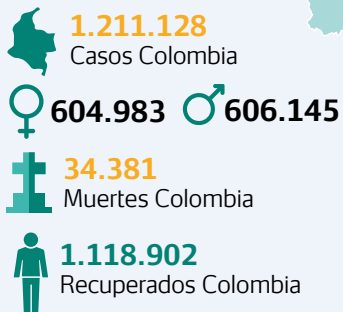 1.211.128
Casos Colombia
604.983 606.145
34.381
Muertes Colombia
1.118.902
Recuperados Colombia